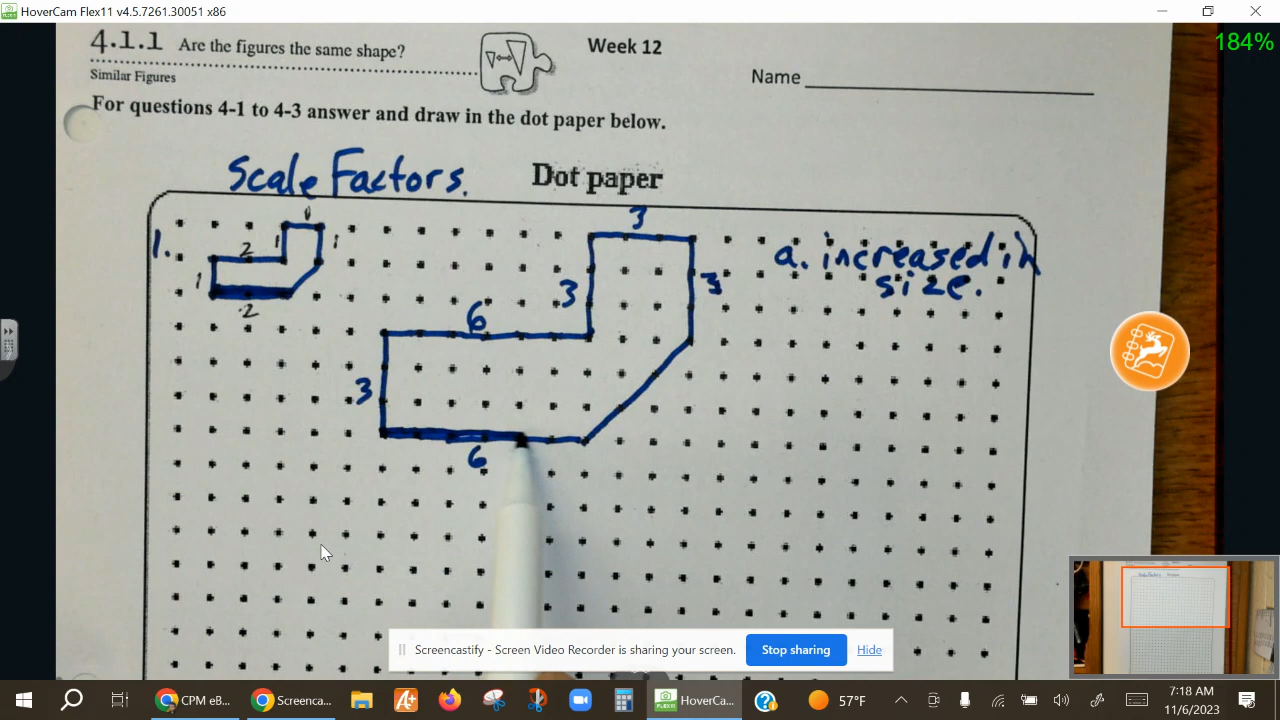 HoverCam Flex11 v4.5.7261.30051 x86
184%
4.1.1 Are the figures the same shape?
Week 12
Similar Figures
Name
For questions 4-1 to 4-3 answer and draw in the dot paper below.
Scale Factors.
Dot paper
1.
1
2
1
1
1
2
3
3
3
6
3
6
a. increased in
size.
Screencastify - Screen Video Recorder is sharing your screen.
Stop sharing
Hide
CPM eB...
Screenca...
HoverCam...
57°F
7:18 AM
11/6/2023